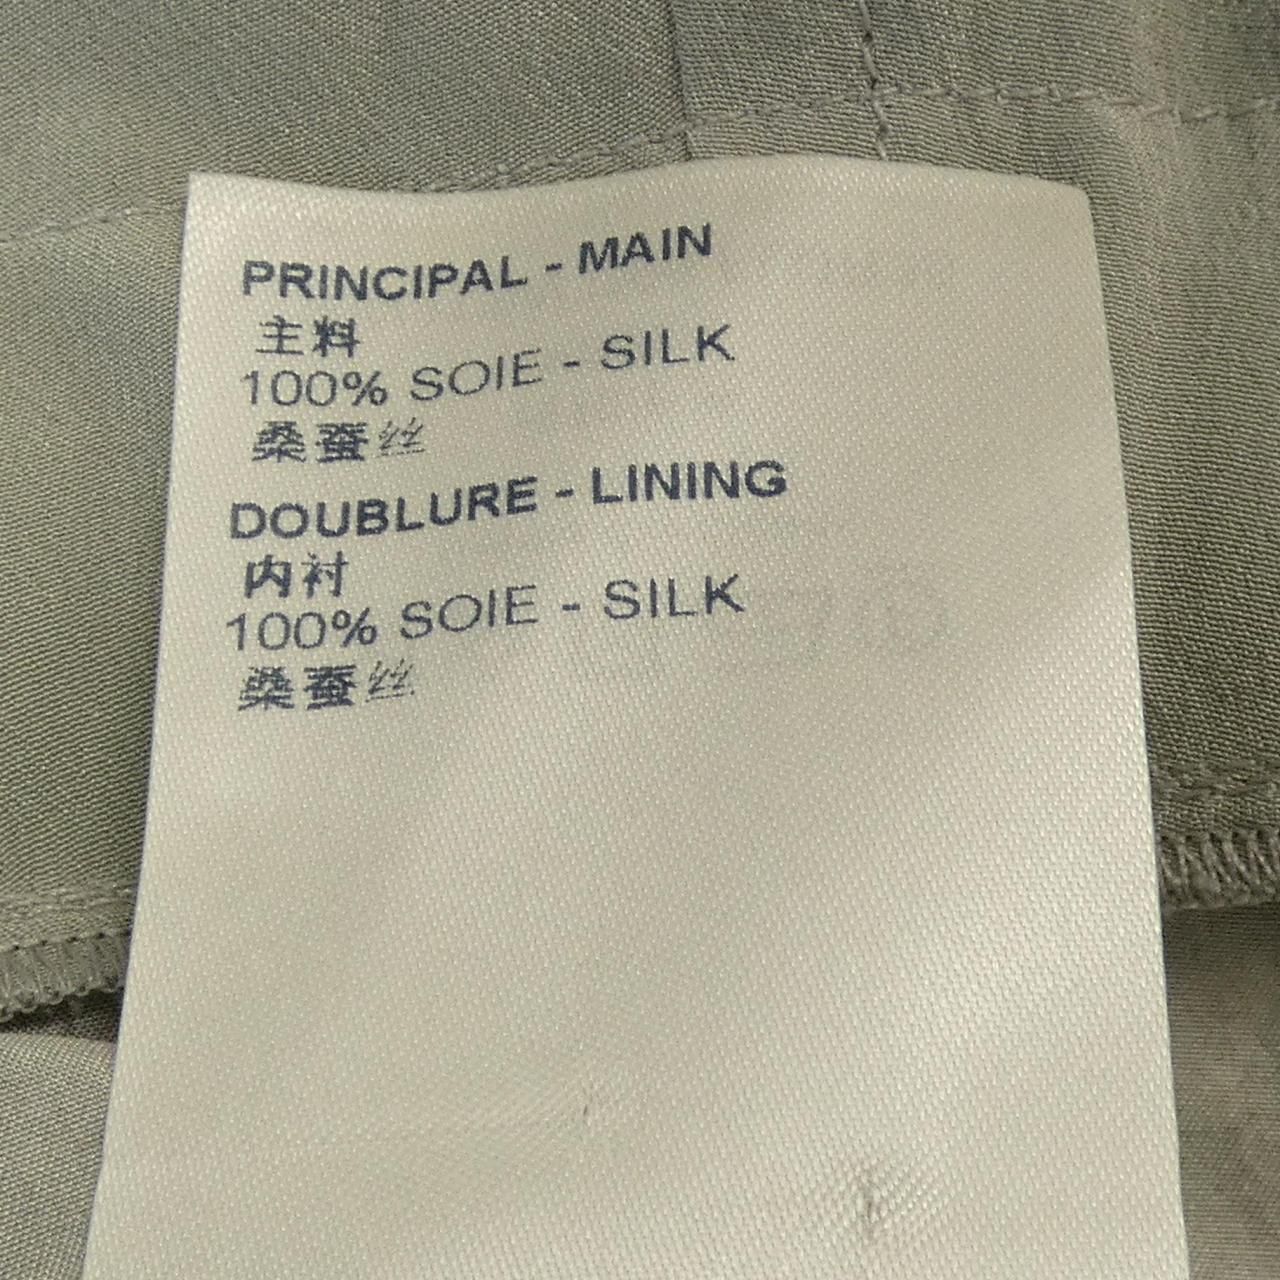 PRINCIPAL - MAIN
主料
100% SOIE - SILK
桑蚕丝
DOUBLURE - LINING
内衬
100% SOIE - SILK
桑蚕丝